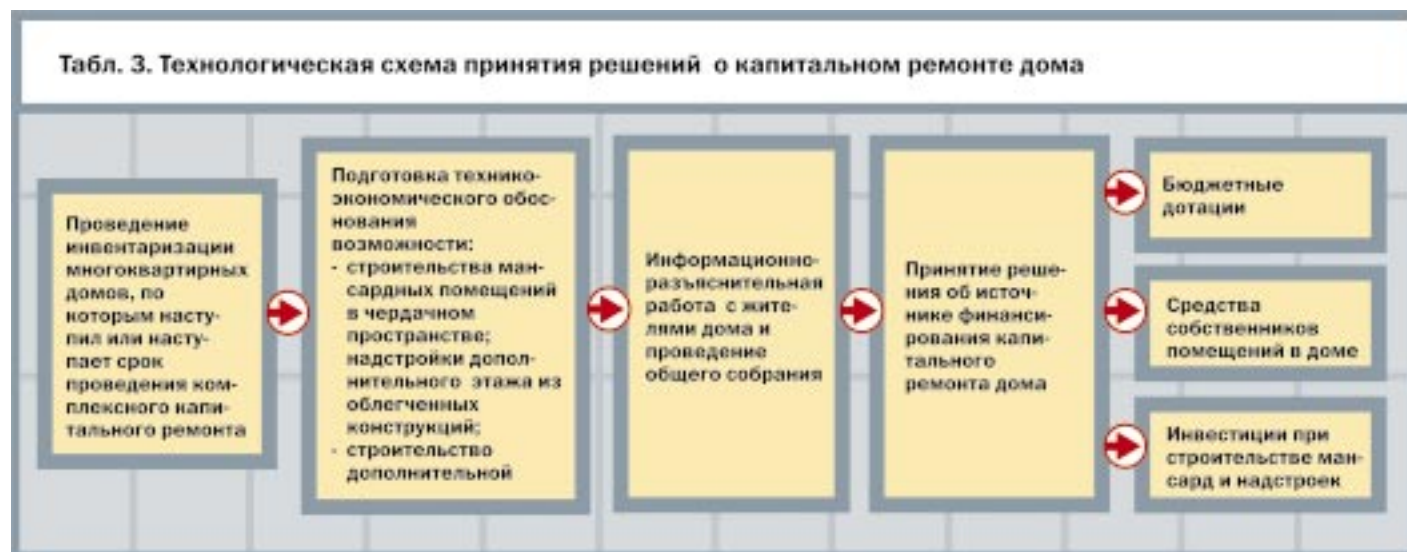 Табл. 3. Технологическая схема принятия решений о капитальном ремонте дома
Проведение
инвентаризации
многоквартирных
домов, по
которым насту-
пил или насту-
пает срок
проведения ком-
плексного капи-
тального ремонта
Подготовка технико-
экономического обос-
нования
возможности:
- строительства ман-
сардных помещений
в чердачном
пространстве;
надстройки допол-
нительного этажа из
облегченных
конструкций;
- строительство
дополнительной
Информационно-
разъяснительная
работа с жите-
лями дома и
проведение
общего собрания
Принятие реше-
ния об источ-
нике финанси-
рования капи-
тального
ремонта дома
Бюджетные
дотации
Средства
собственников
помещений в доме
Инвестиции при
строительстве ман-
сард и надстроек